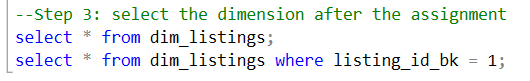 --Step 3: select the dimension after the assignment
select * from dim_listings;
select * from dim_listings where listing_id_bk = 1;